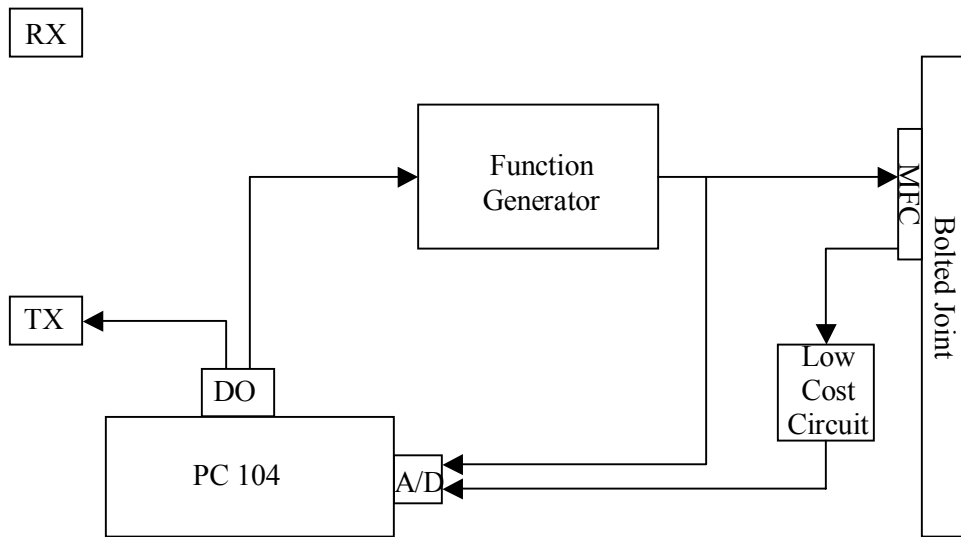 RX
Function
Generator
MFC
Bolted Joint
TX
Low
Cost
Circuit
DO
PC 104
A/D